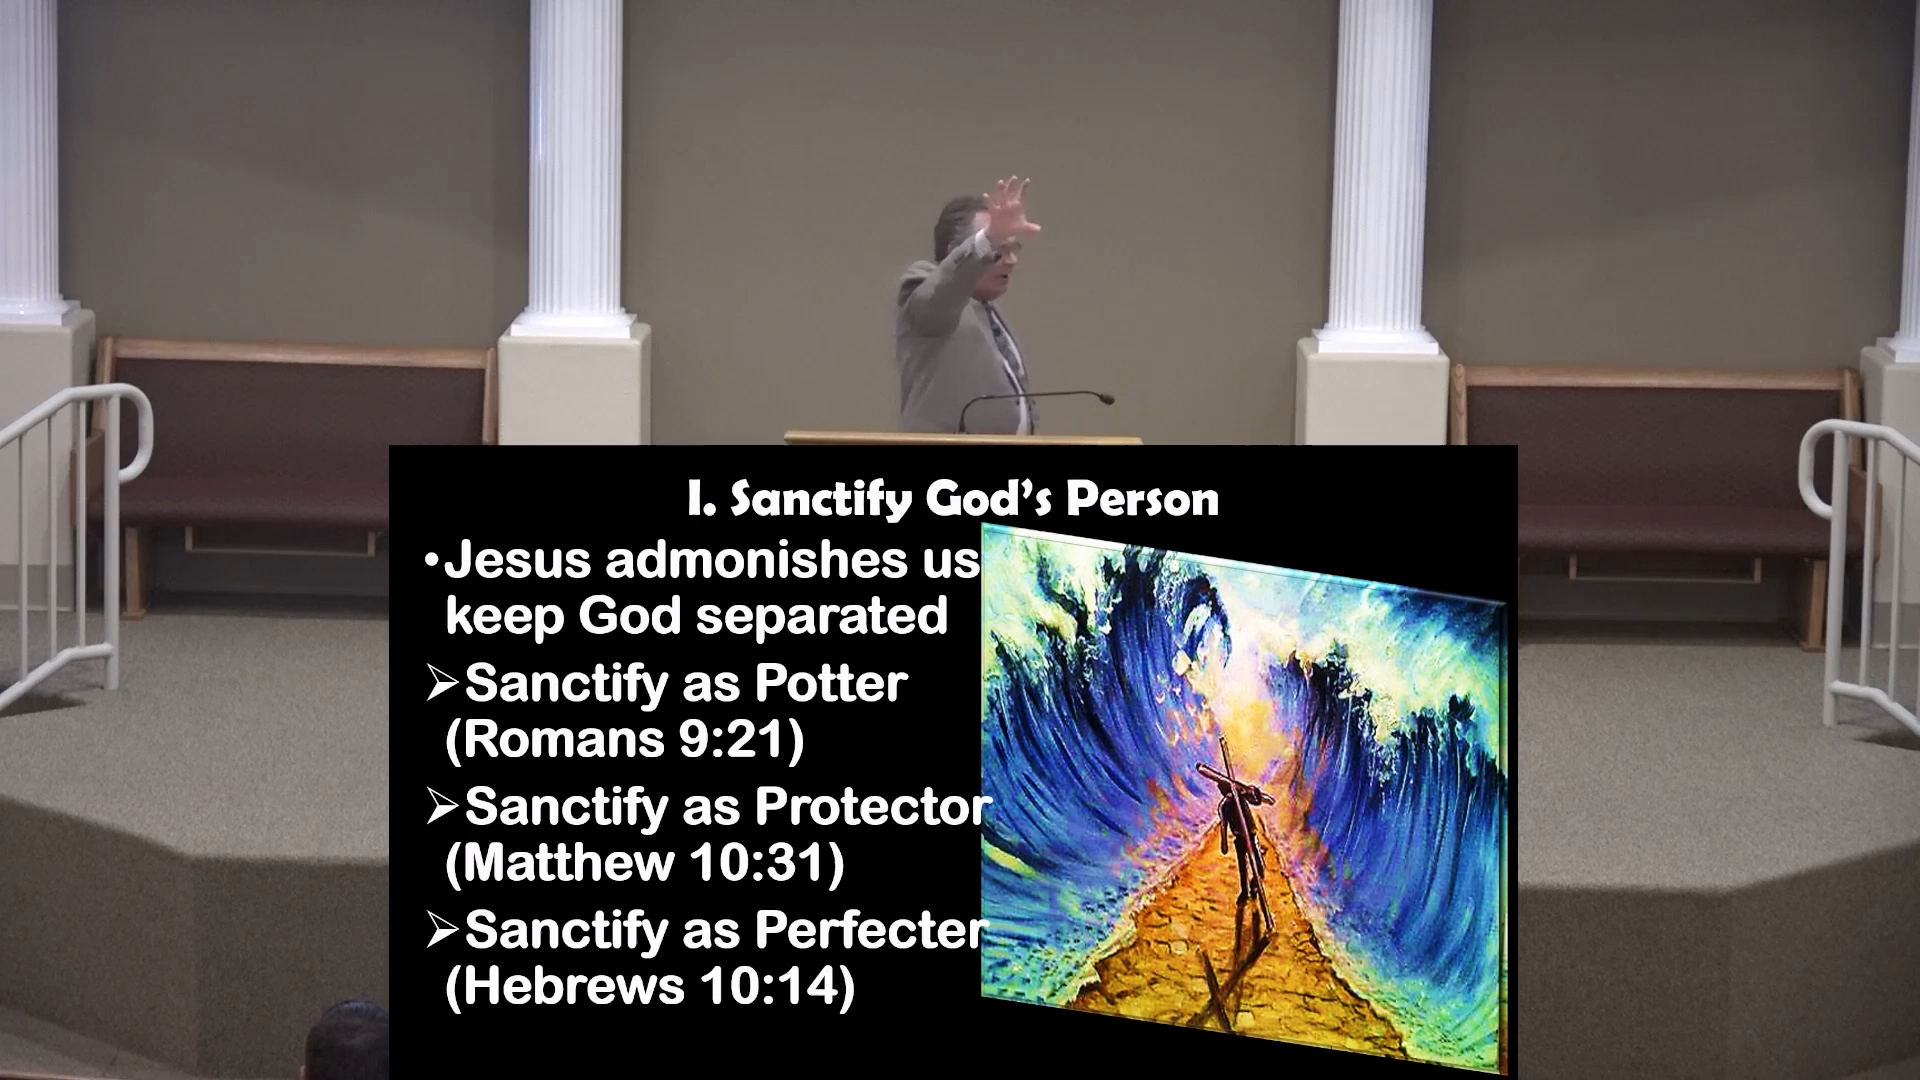 I. Sanctify God's Person
•Jesus admonishes us
keep God separated
➢Sanctify as Potter
(Romans 9:21)
➢Sanctify as Protector
(Matthew 10:31)
➢Sanctify as Perfecter
(Hebrews 10:14)